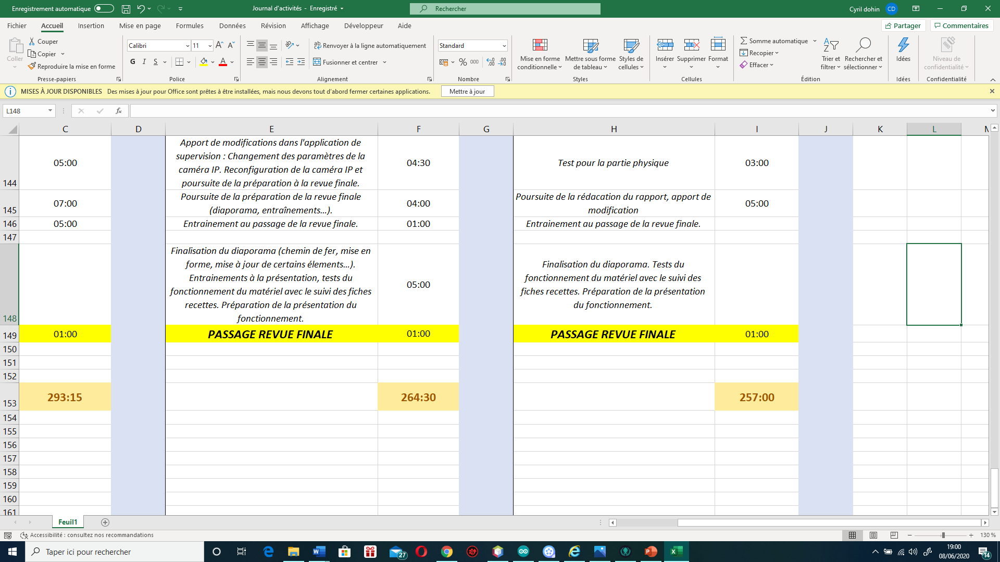 Enregistrement automatique
Journal d'activités - Enregistré
Rechercher
Cyril dohin
CD
Fichier Accueil Insertion Mise en page Formules Données Révision Affichage Développeur Aide
Partager
Commentaires
Coller
Couper
Copier
Reproduire la mise en forme
Presse-papiers
Calibri
11
G I S
Police
Renvoyer à la ligne automatiquement
Fusionner et centrer
Alignement
Standard
% 000
Nombre
Mise en forme
conditionnelle
Mettre sous forme
de tableau
Styles de
cellules
Styles
Insérer
Supprimer
Format
Cellules
Somme automatique
Recopier
Effacer
Trier et
filtrer
Rechercher et
sélectionner
Édition
Idées
Idées
Niveau de
confidentialité
Confidentialité
MISES À JOUR DISPONIBLES Des mises à jour pour Office sont prêtes à être installées, mais nous devons tout d'abord fermer certaines applications.
Mettre à jour
L148
fx
C D E F G H I J K L M
144
05:00
Apport de modifications dans l'application de
supervision : Changement des paramètres de la
caméra IP. Reconfiguration de la caméra IP et
poursuite de la préparation à la revue finale.
04:30
Test pour la partie physique
03:00
145
07:00
Poursuite de la préparation de la revue finale
(diaporama, entraînements...).
04:00
Poursuite de la rédacation du rapport, apport de
modification
05:00
146
05:00
Entrainement au passage de la revue finale.
01:00
Entrainement au passage de la revue finale.
147
148
Finalisation du diaporama (chemin de fer, mise en
forme, mise à jour de certains élements...).
Entrainements à la présentation, tests du
fonctionnement du matériel avec le suivi des fiches
recettes. Préparation de la présentation du
fonctionnement.
05:00
Finalisation du diaporama. Tests du
fonctionnement du matériel avec le suivi des
fiches recettes. Préparation de la présentation
du fonctionnement.
149
01:00
PASSAGE REVUE FINALE
01:00
PASSAGE REVUE FINALE
01:00
150
151
152
153
293:15
264:30
257:00
154
155
156
157
158
159
160
161
Feuil1
Accessibilité : consultez nos recommandations
130 %
Taper ici pour rechercher
27
19:00
08/06/2020
14